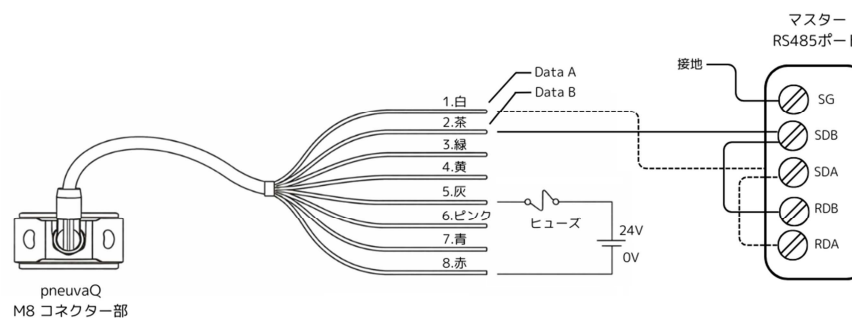 マスター
RS485ポート
接地
Data A
Data B
SG
SDB
SDA
RDB
RDA
1.白
2.茶
3.緑
4.黄
5.灰
6.ピンク
7.青
8.赤
ヒューズ
24V
0V
pneuvaQ
M8 コネクター部